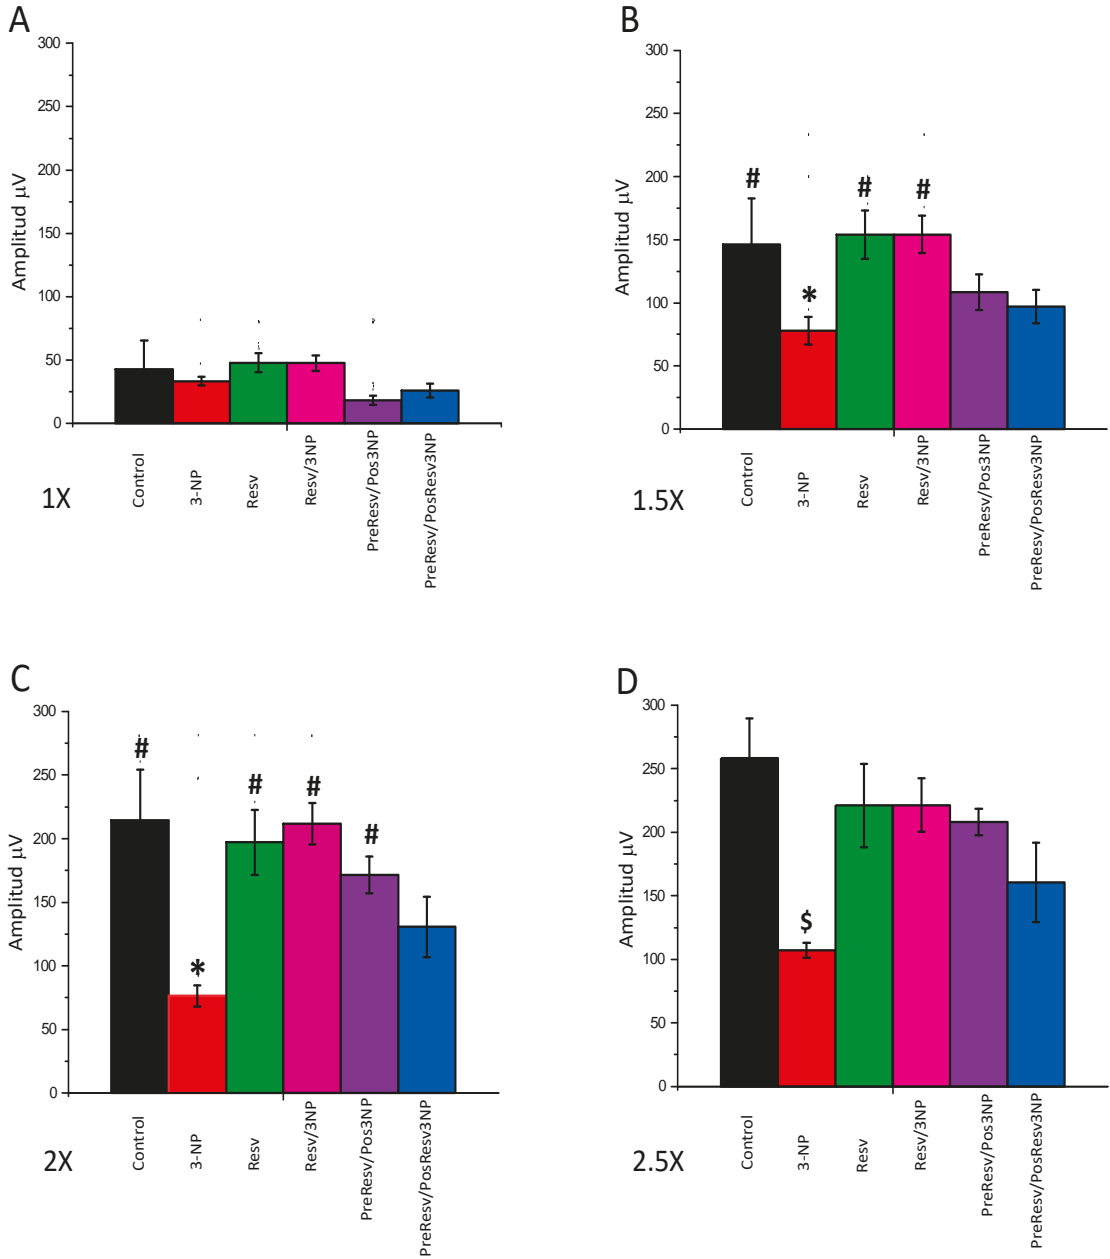 A
300
250
200
150
100
50
0
Amplitud µV
Control
3-NP
Resv
Resv/3NP
PreResv/Pos3NP
PreResv/PosResv3NP
1X
B
300
250
200
150
100
50
0
Amplitud µV
#
*
#
#
Control
3-NP
Resv
Resv/3NP
PreResv/Pos3NP
PreResv/PosResv3NP
1.5X
C
300
250
200
150
100
50
0
Amplitud µV
#
*
#
#
#
Control
3-NP
Resv
Resv/3NP
PreResv/Pos3NP
PreResv/PosResv3NP
2X
D
300
250
200
150
100
50
0
Amplitud µV
$
Control
3-NP
Resv
Resv/3NP
PreResv/Pos3NP
PreResv/PosResv3NP
2.5X